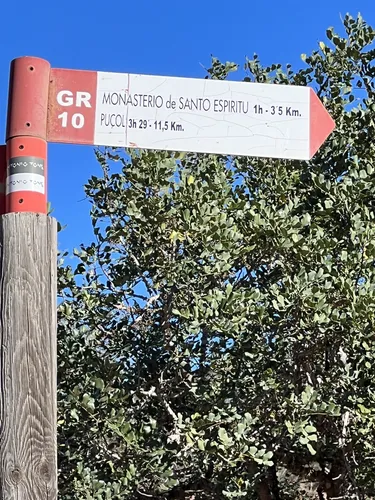 GR
10
MONASTERIO de SANTO ESPIRITU 1h - 3'5 Km.
PUÇOL 3h 29 - 11,5 Km.